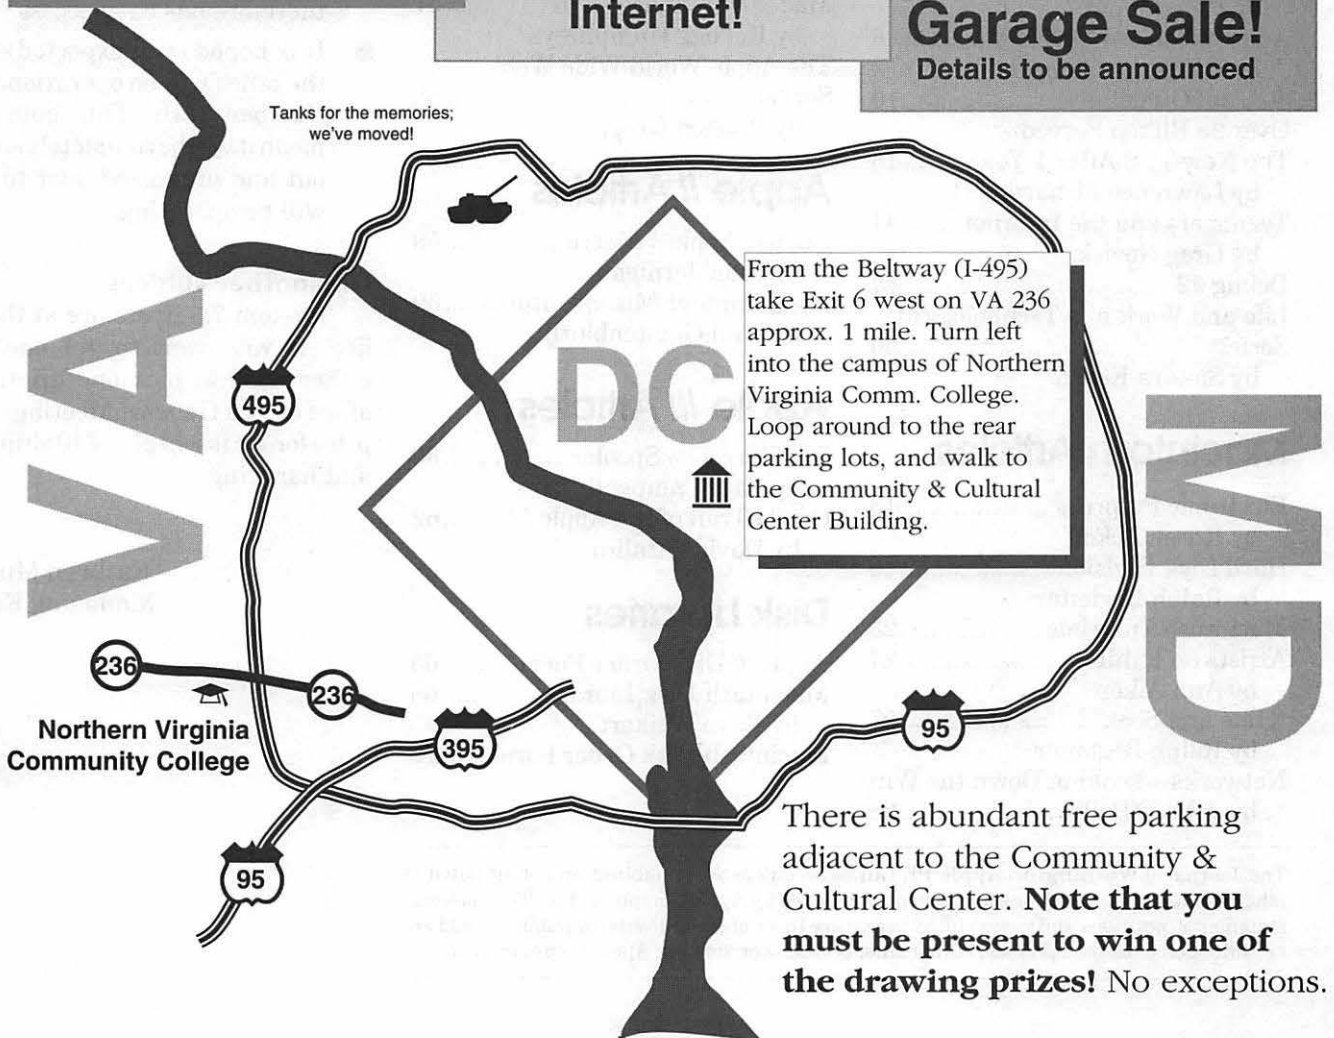 Internet!
Garage Sale!
Details to be announced
Tanks for the memories;
we've moved!
From the Beltway (I-495)
take Exit 6 west on VA 236
approx. 1 mile. Turn left
into the campus of Northern
Virginia Comm. College.
Loop around to the rear
parking lots, and walk to
the Community & Cultural
Center Building.
VA
DC
MD
495
236
236
Northern Virginia
Community College
395
95
95
There is abundant free parking
adjacent to the Community &
Cultural Center. Note that you
must be present to win one of
the drawing prizes! No exceptions.